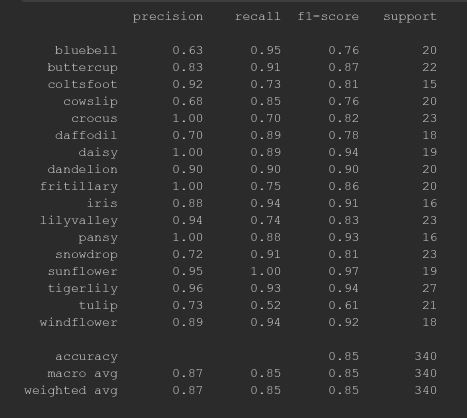 precision recall f1-score support
bluebell 0.63 0.95 0.76 20
buttercup 0.83 0.91 0.87 22
coltsfoot 0.92 0.73 0.81 15
cowslip 0.68 0.85 0.76 20
crocus 1.00 0.70 0.82 23
daffodil 0.70 0.89 0.78 18
daisy 1.00 0.89 0.94 19
dandelion 0.90 0.90 0.90 20
fritillary 1.00 0.75 0.86 20
iris 0.88 0.94 0.91 16
lilyvalley 0.94 0.74 0.83 23
pansy 1.00 0.88 0.93 16
snowdrop 0.72 0.91 0.81 23
sunflower 0.95 1.00 0.97 19
tigerlily 0.96 0.93 0.94 27
tulip 0.73 0.52 0.61 21
windflower 0.89 0.94 0.92 18
accuracy 0.85 340
macro avg 0.87 0.85 0.85 340
weighted avg 0.87 0.85 0.85 340